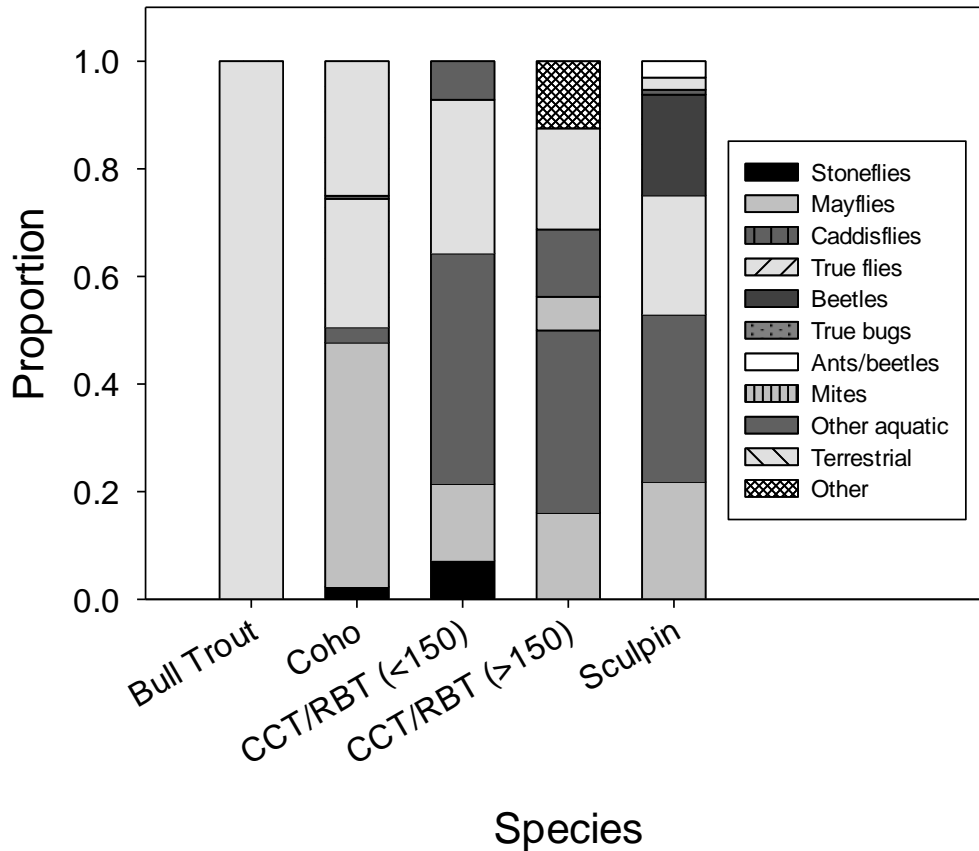 1.0
0.8
0.6
0.4
0.2
0.0
Proportion
Stoneflies
Mayflies
Caddisflies
True flies
Beetles
True bugs
Ants/beetles
Mites
Other aquatic
Terrestrial
Other
Bull Trout
Coho
CCT/RBT (<150)
CCT/RBT (>150)
Sculpin
Species